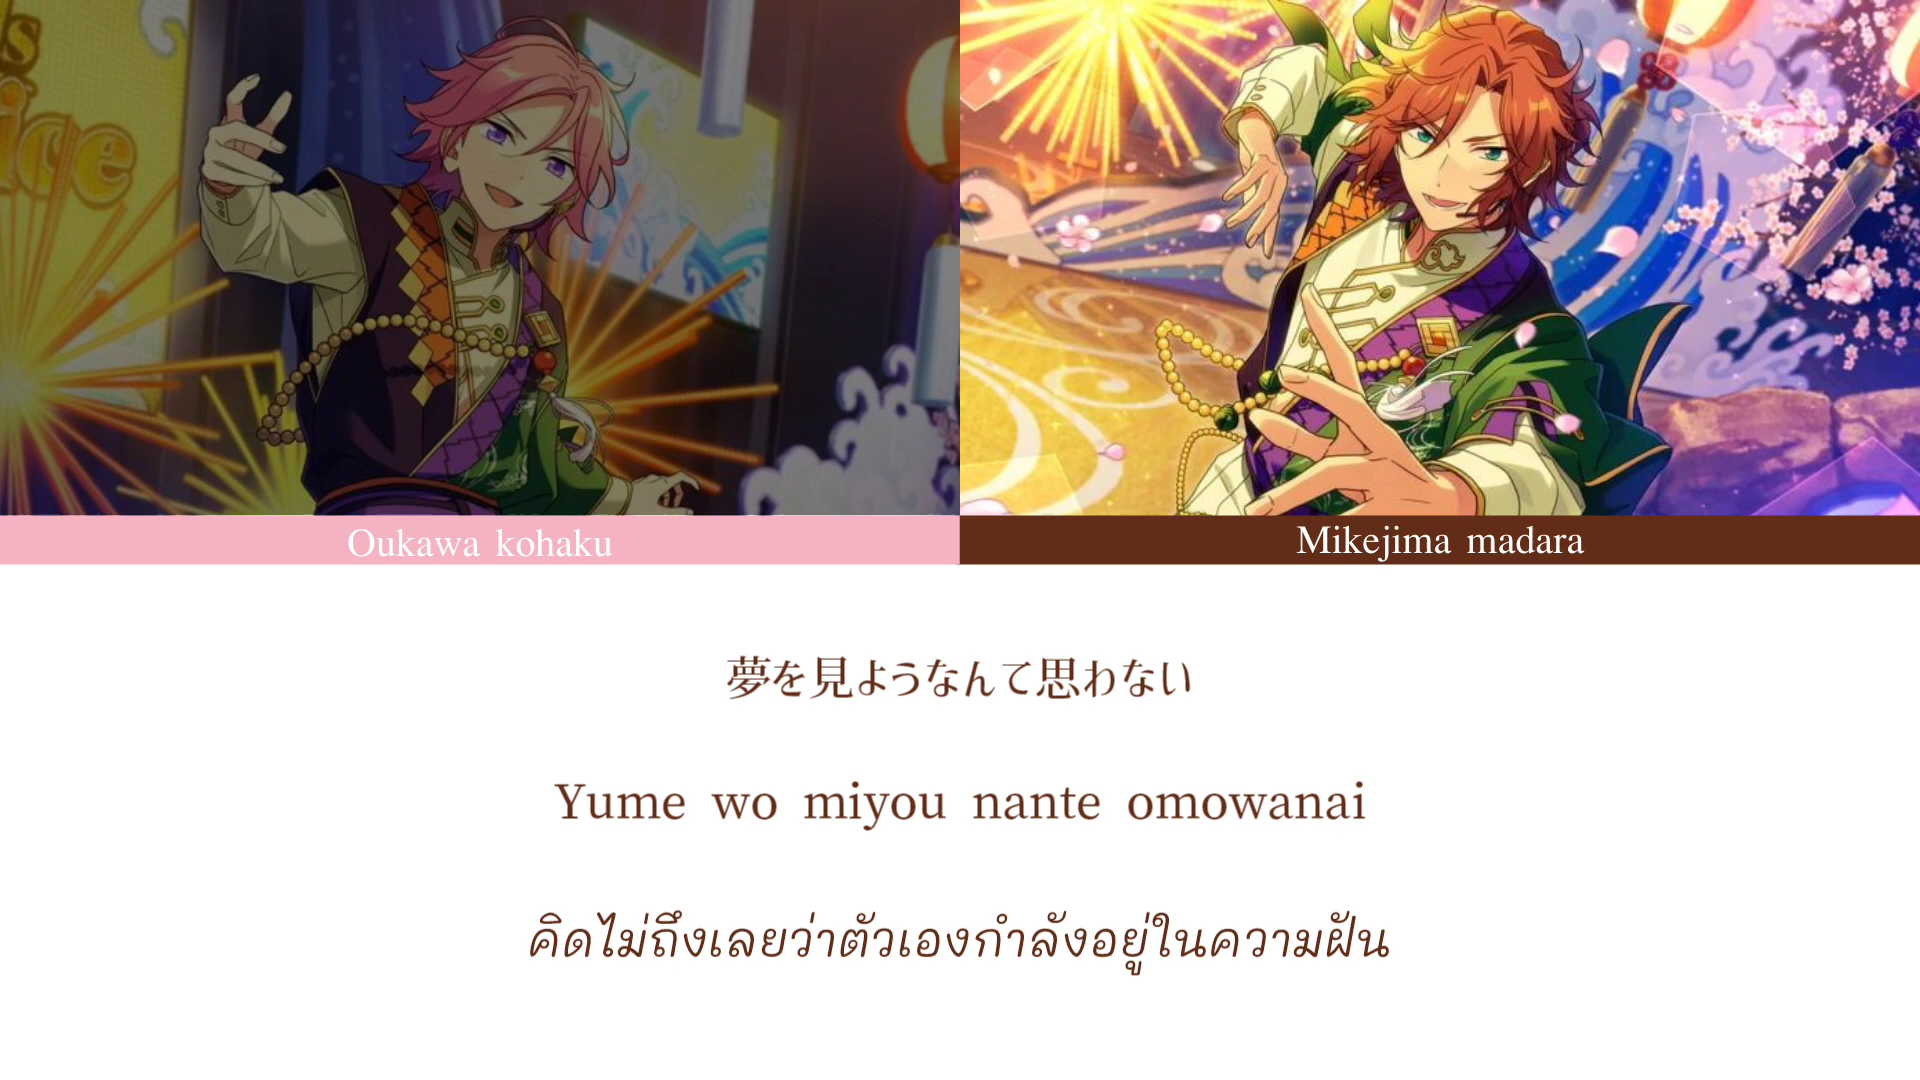 ice
Oukawa kohaku
Mikejima madara
夢を見ようなんて思わない
Yume wo miyou nante omowanai
คิดไม่ถึงเลยว่าตัวเองกำลังอยู่ในความฝัน